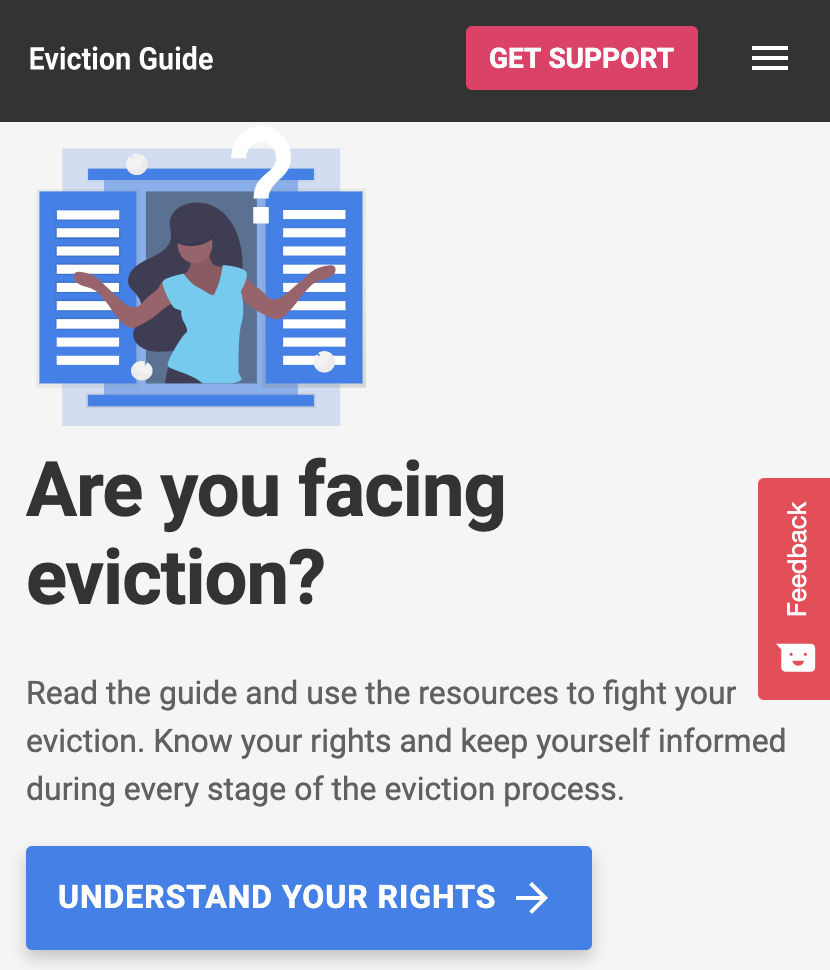 Eviction Guide
GET SUPPORT
?
Are you facing
eviction?
Feedback
Read the guide and use the resources to fight your
eviction. Know your rights and keep yourself informed
during every stage of the eviction process.
UNDERSTAND YOUR RIGHTS →